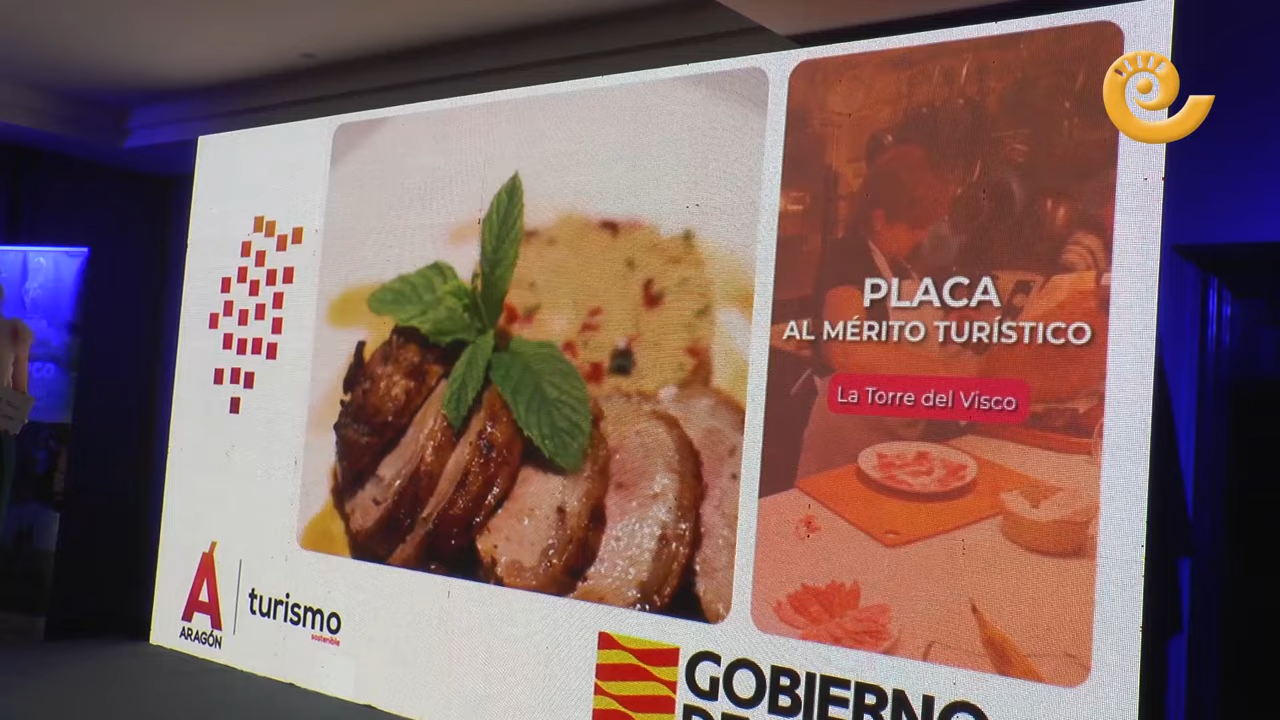 PLACA
AL MÉRITO TURÍSTICO
La Torre del Visco
ARAGÓN
turismo
sostenible
GOBIERNO